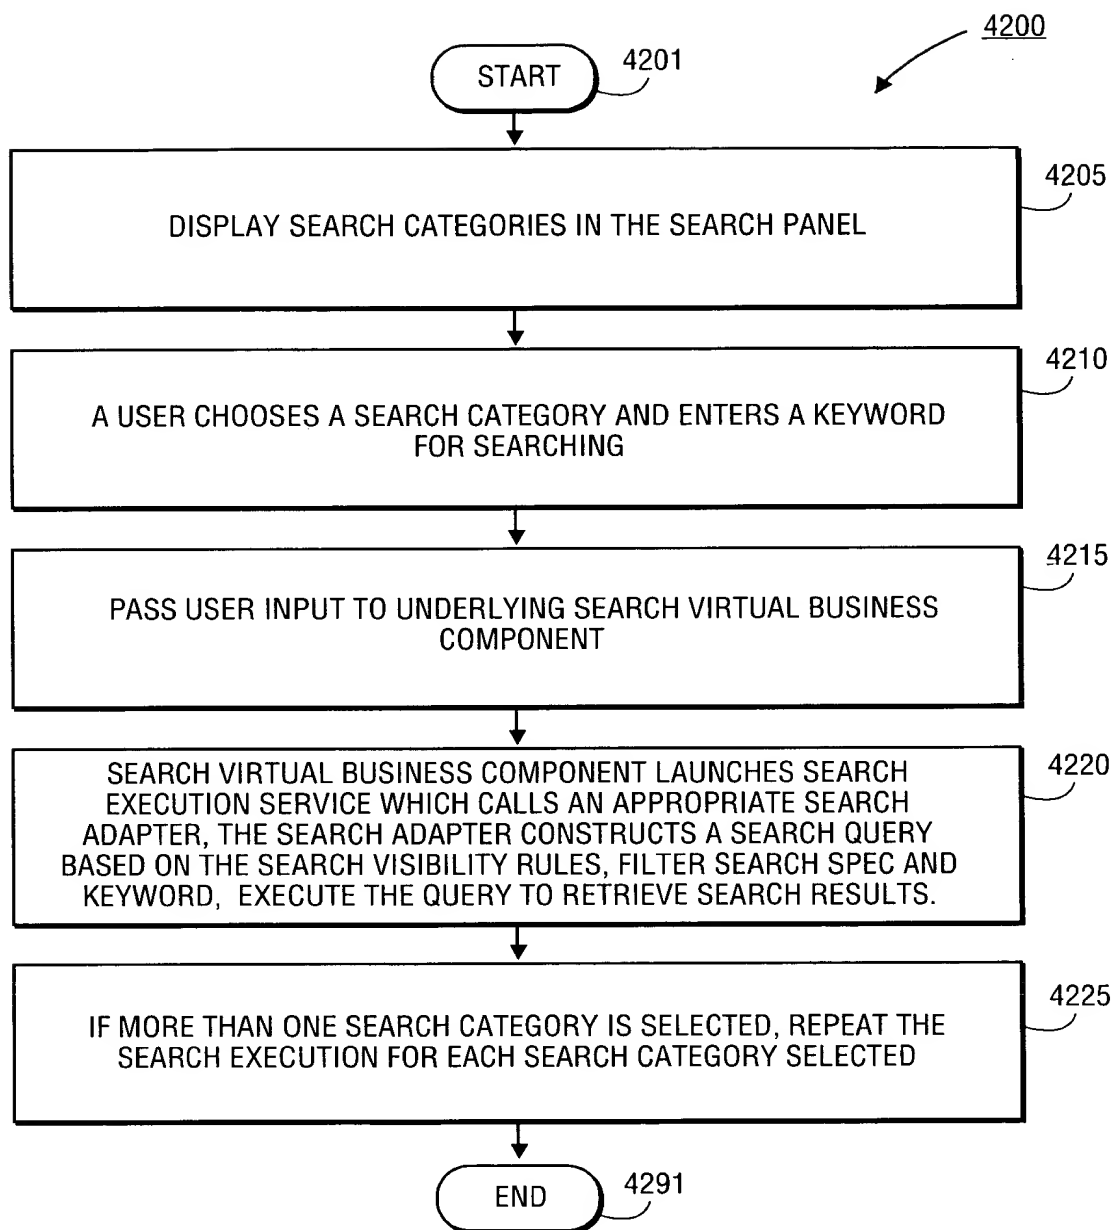 4200
START
4201
4205
DISPLAY SEARCH CATEGORIES IN THE SEARCH PANEL
4210
A USER CHOOSES A SEARCH CATEGORY AND ENTERS A KEYWORD
FOR SEARCHING
4215
PASS USER INPUT TO UNDERLYING SEARCH VIRTUAL BUSINESS
COMPONENT
4220
SEARCH VIRTUAL BUSINESS COMPONENT LAUNCHES SEARCH
EXECUTION SERVICE WHICH CALLS AN APPROPRIATE SEARCH
ADAPTER, THE SEARCH ADAPTER CONSTRUCTS A SEARCH QUERY
BASED ON THE SEARCH VISIBILITY RULES, FILTER SEARCH SPEC AND
KEYWORD, EXECUTE THE QUERY TO RETRIEVE SEARCH RESULTS.
4225
IF MORE THAN ONE SEARCH CATEGORY IS SELECTED, REPEAT THE
SEARCH EXECUTION FOR EACH SEARCH CATEGORY SELECTED
END
4291